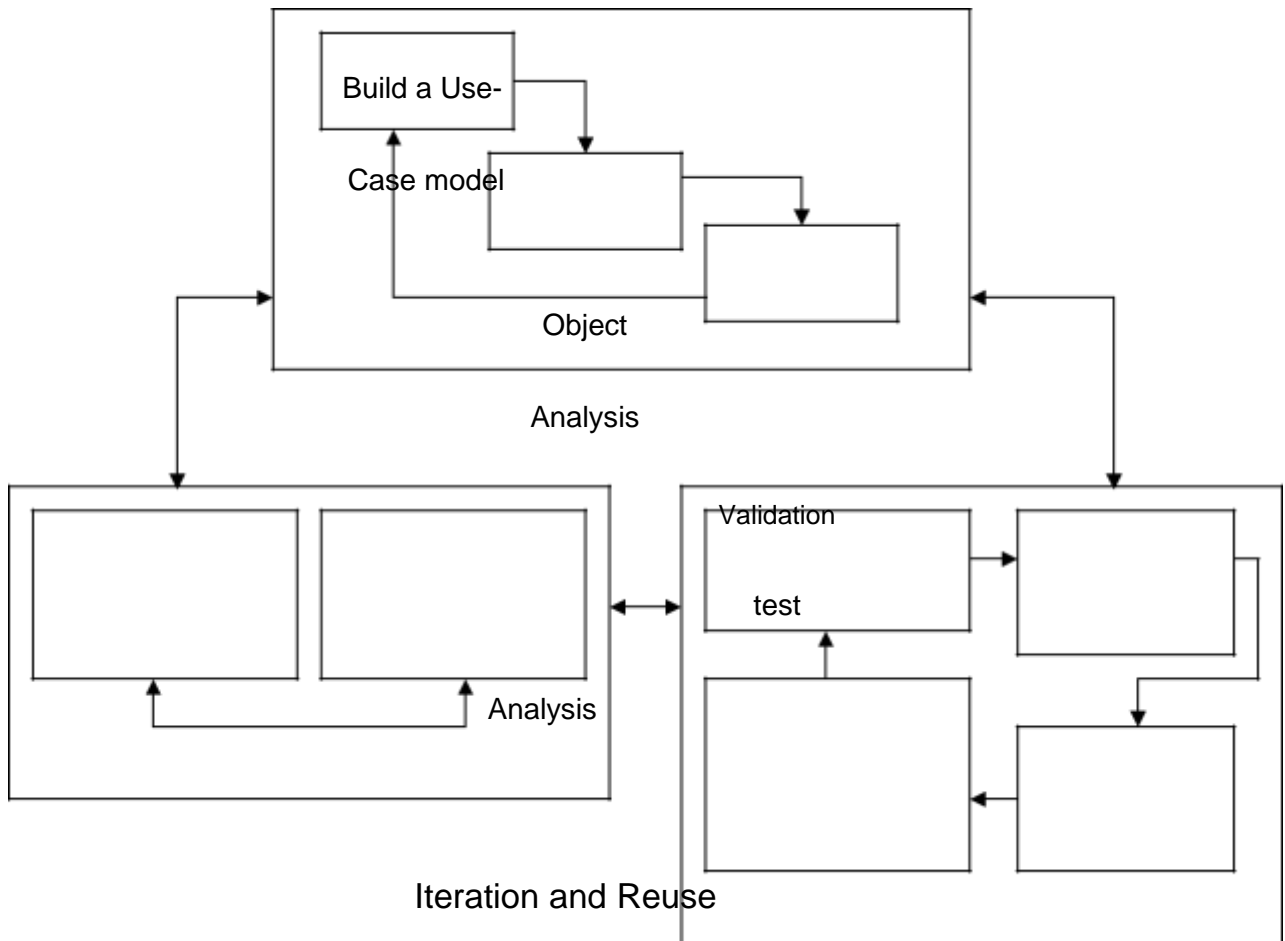 Build a Use-
Case model
Object
Analysis
Validation
test
Analysis
Iteration and Reuse